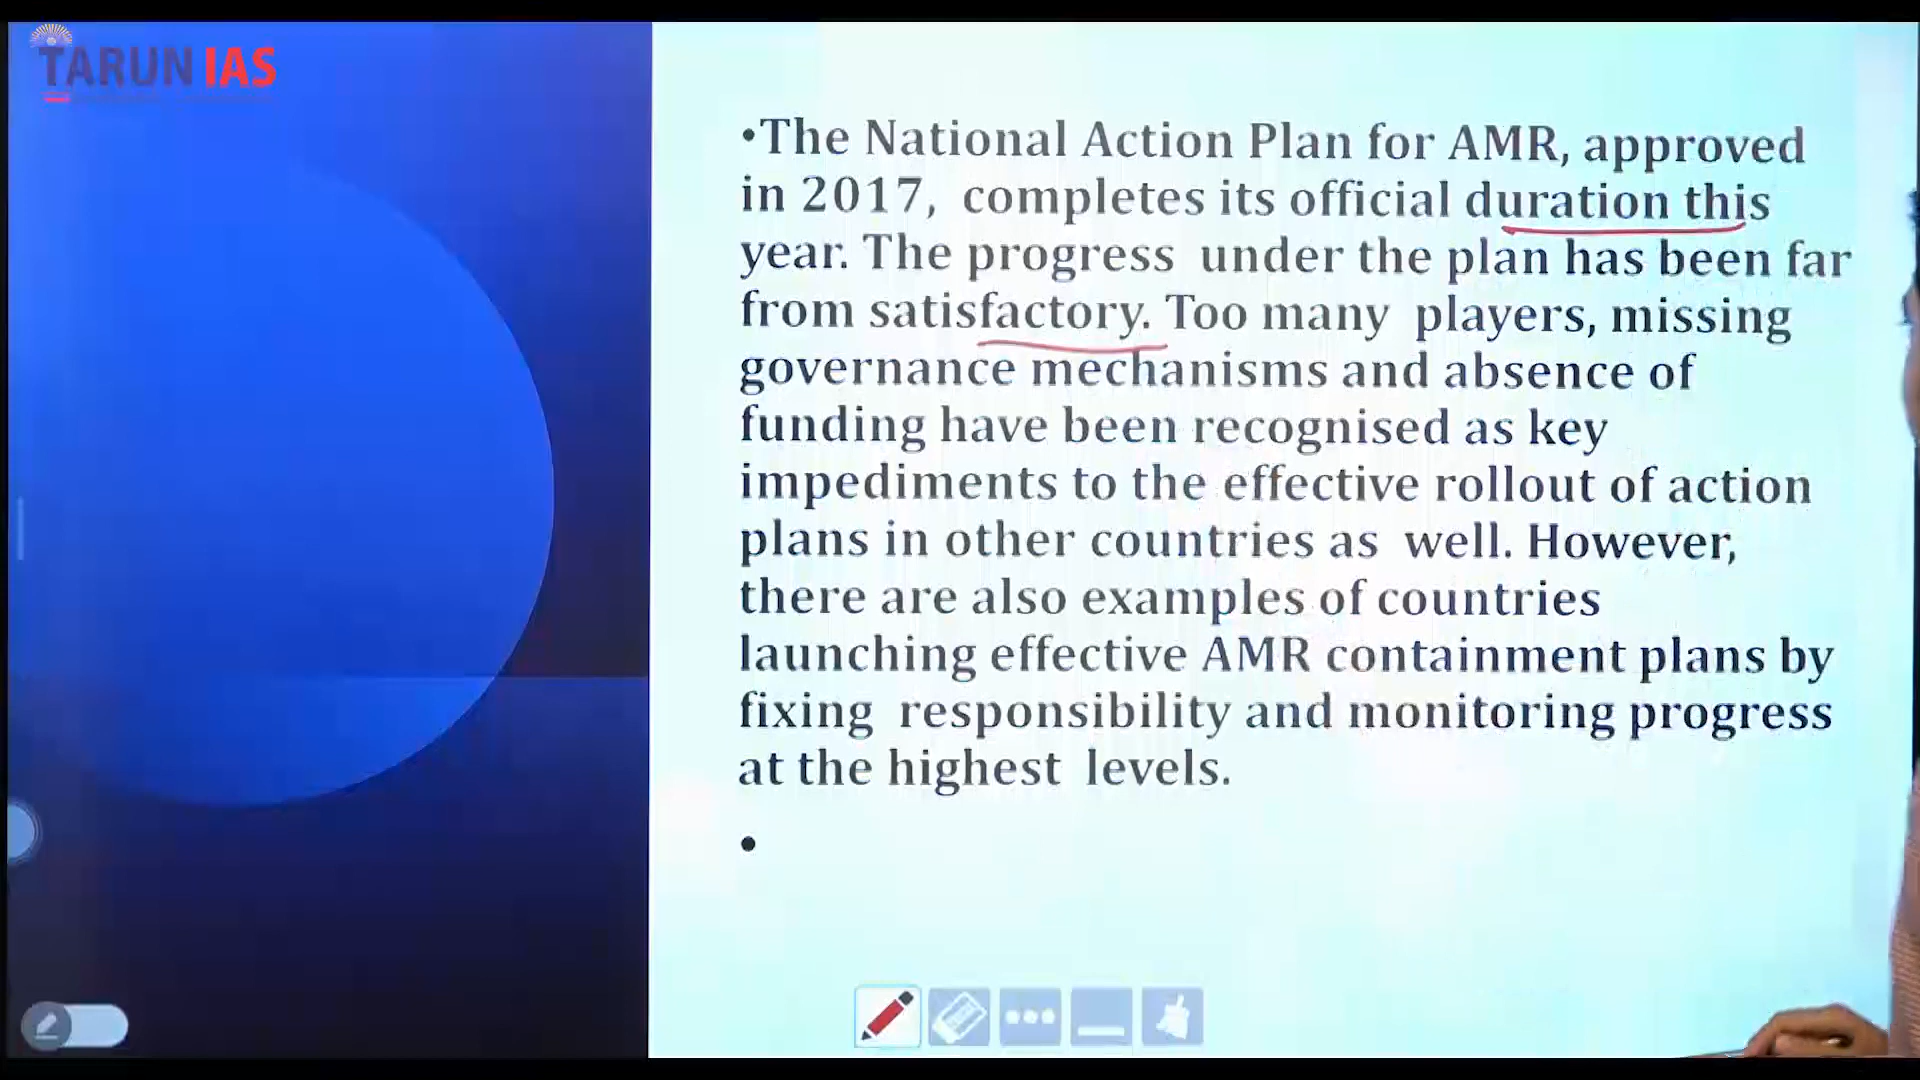 TARUN IAS
•The National Action Plan for AMR, approved
in 2017, completes its official duration this
year. The progress under the plan has been far
from satisfactory. Too many players, missing
governance mechanisms and absence of
funding have been recognised as key
impediments to the effective rollout of action
plans in other countries as well. However,
there are also examples of countries
launching effective AMR containment plans by
fixing responsibility and monitoring progress
at the highest levels.
•